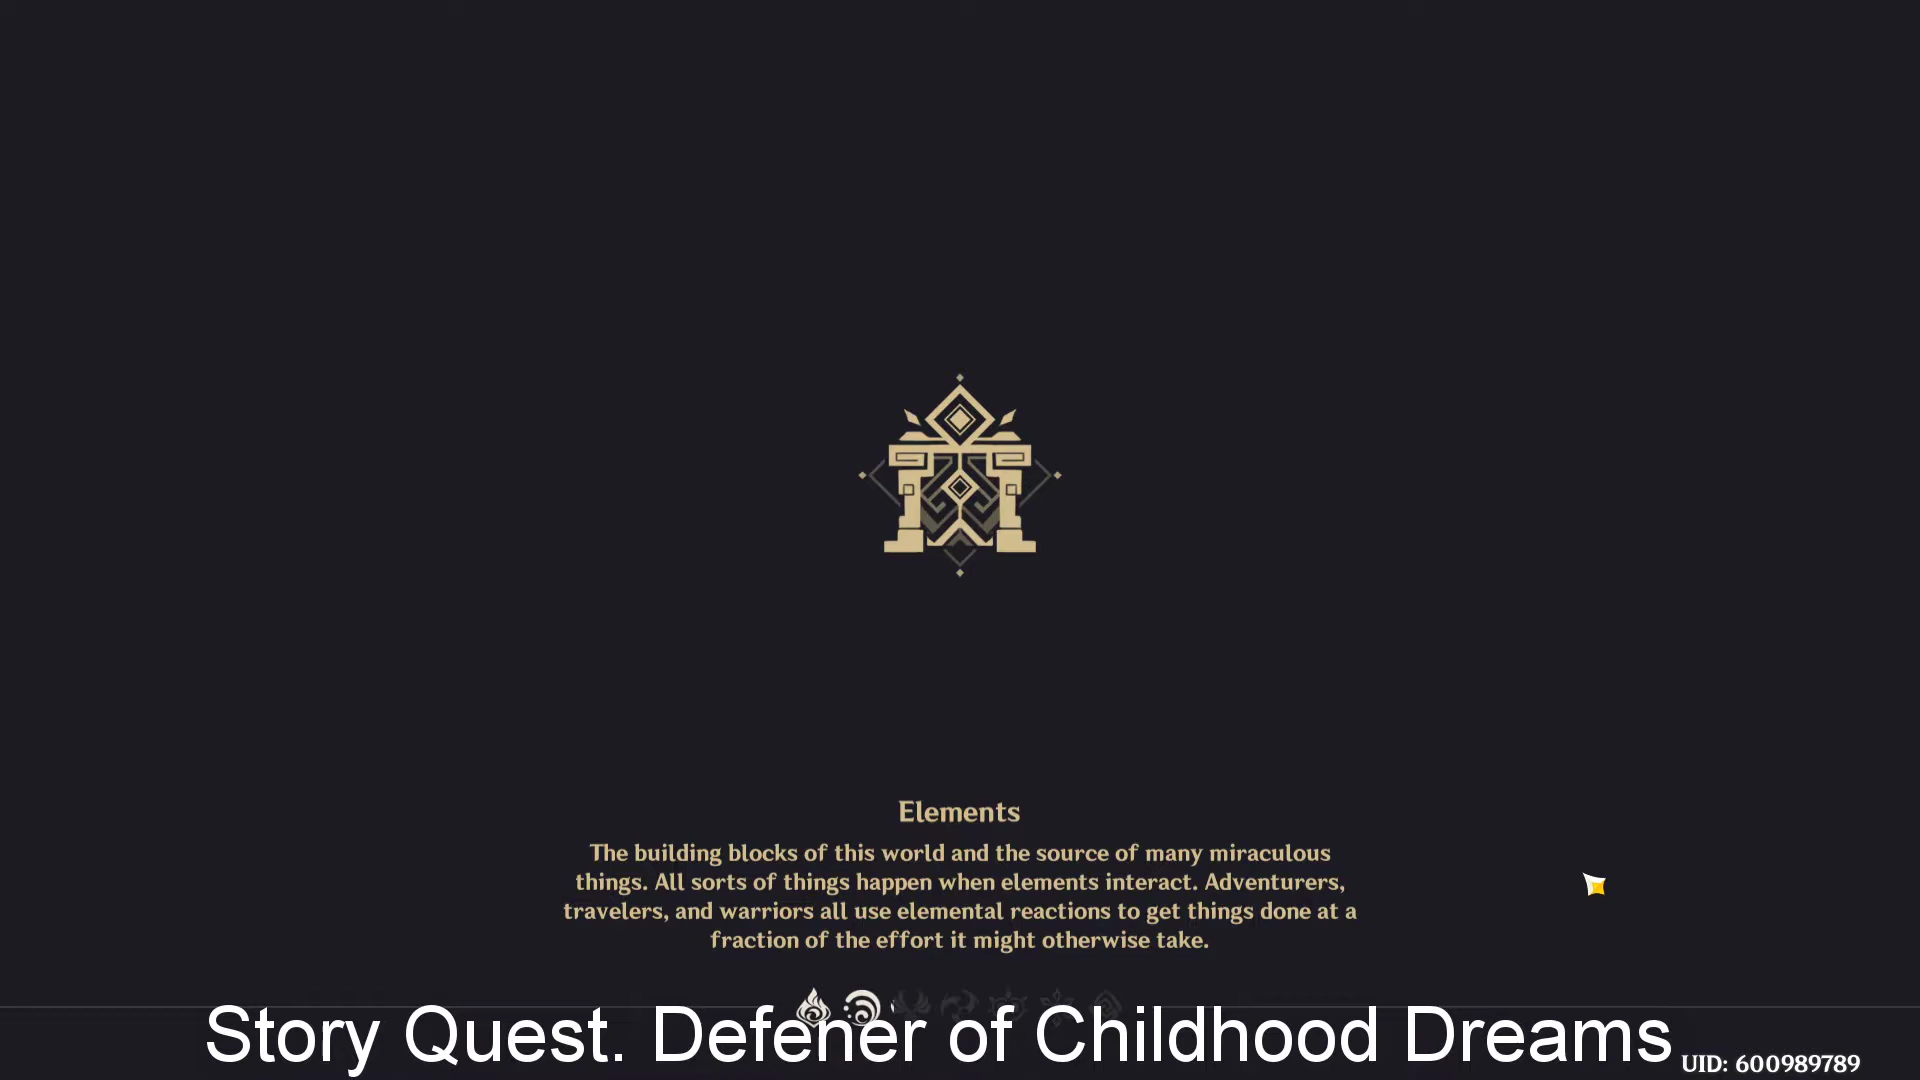 Elements
The building blocks of this world and the source of many miraculous
things. All sorts of things happen when elements interact. Adventurers,
travelers, and warriors all use elemental reactions to get things done at a
fraction of the effort it might otherwise take.
Story Quest. Defener of Childhood Dreams
UID: 600989789